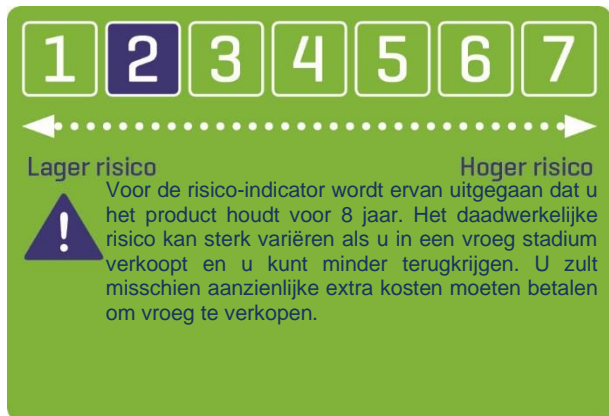 1 2 3 4 5 6 7
Lager risico Hoger risico
!
Voor de risico-indicator wordt ervan uitgegaan dat u
het product houdt voor 8 jaar. Het daadwerkelijke
risico kan sterk variëren als u in een vroeg stadium
verkoopt en u kunt minder terugkrijgen. U zult
misschien aanzienlijke extra kosten moeten betalen
om vroeg te verkopen.